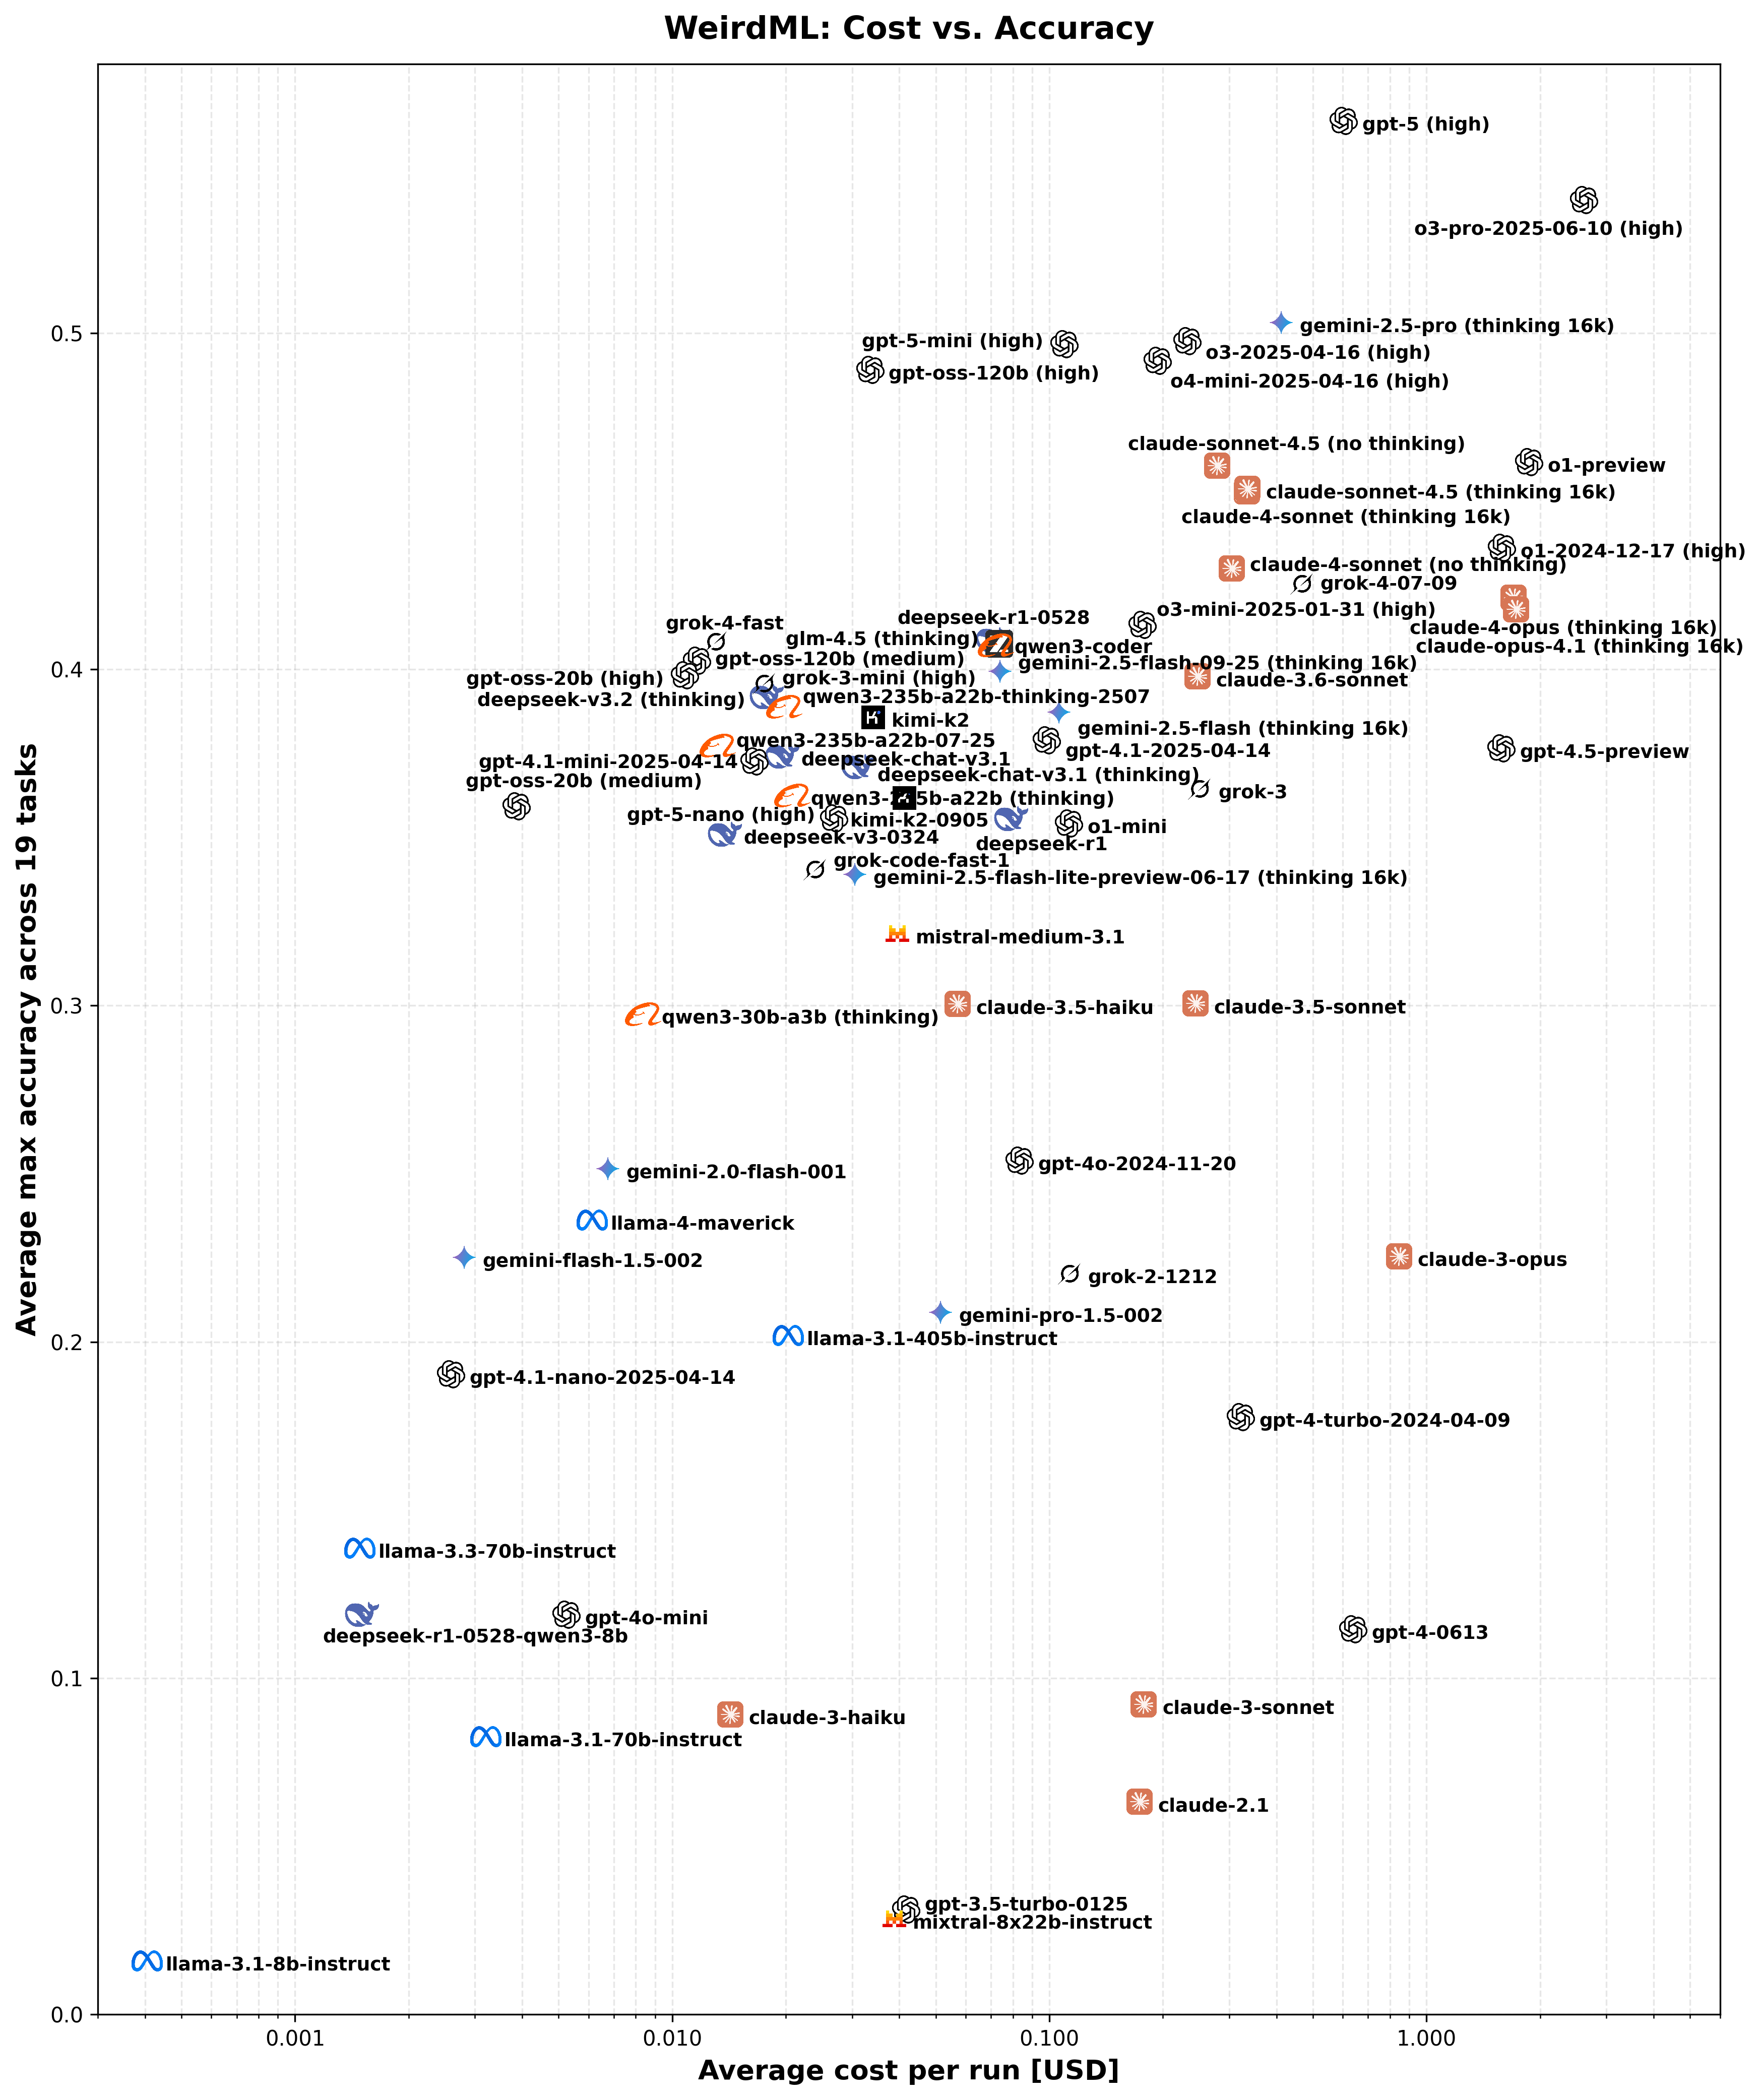 WeirdML: Cost vs. Accuracy
gpt-5 (high)
o3-pro-2025-06-10 (high)
gemini-2.5-pro (thinking 16k)
0.5
gpt-5-mini (high)
o3-2025-04-16 (high)
gpt-oss-120b (high)
o4-mini-2025-04-16 (high)
claude-sonnet-4.5 (no thinking)
o1-preview
claude-sonnet-4.5 (thinking 16k)
claude-4-sonnet (thinking 16k)
o1-2024-12-17 (high)
claude-4-sonnet (no thinking)
grok-4-07-09
o3-mini-2025-01-31 (high)
deepseek-r1-0528
grok-4-fast
claude-4-opus (thinking 16k)
glm-4.5 (thinking)
qwen3-coder
claude-opus-4.1 (thinking 16k)
gpt-oss-120b (medium)
gemini-2.5-flash-09-25 (thinking 16k)
0.4
gpt-oss-20b (high)
grok-3-mini (high)
claude-3.6-sonnet
deepseek-v3.2 (thinking)
qwen3-235b-a22b-thinking-2507
kimi-k2
gemini-2.5-flash (thinking 16k)
qwen3-235b-a22b-07-25
gpt-4.1-2025-04-14
gpt-4.5-preview
gpt-4.1-mini-2025-04-14
deepseek-chat-v3.1
deepseek-chat-v3.1 (thinking)
gpt-oss-20b (medium)
grok-3
qwen3-235b-a22b (thinking)
gpt-5-nano (high)
kimi-k2-0905
o1-mini
deepseek-v3-0324
deepseek-r1
grok-code-fast-1
gemini-2.5-flash-lite-preview-06-17 (thinking 16k)
mistral-medium-3.1
0.3
claude-3.5-haiku
claude-3.5-sonnet
qwen3-30b-a3b (thinking)
Average max accuracy across 19 tasks
gpt-4o-2024-11-20
gemini-2.0-flash-001
llama-4-maverick
gemini-flash-1.5-002
claude-3-opus
grok-2-1212
gemini-pro-1.5-002
0.2
llama-3.1-405b-instruct
gpt-4.1-nano-2025-04-14
gpt-4-turbo-2024-04-09
llama-3.3-70b-instruct
gpt-4o-mini
deepseek-r1-0528-qwen3-8b
gpt-4-0613
0.1
claude-3-sonnet
claude-3-haiku
llama-3.1-70b-instruct
claude-2.1
gpt-3.5-turbo-0125
mixtral-8x22b-instruct
llama-3.1-8b-instruct
0.0
0.001
0.010
0.100
1.000
Average cost per run [USD]